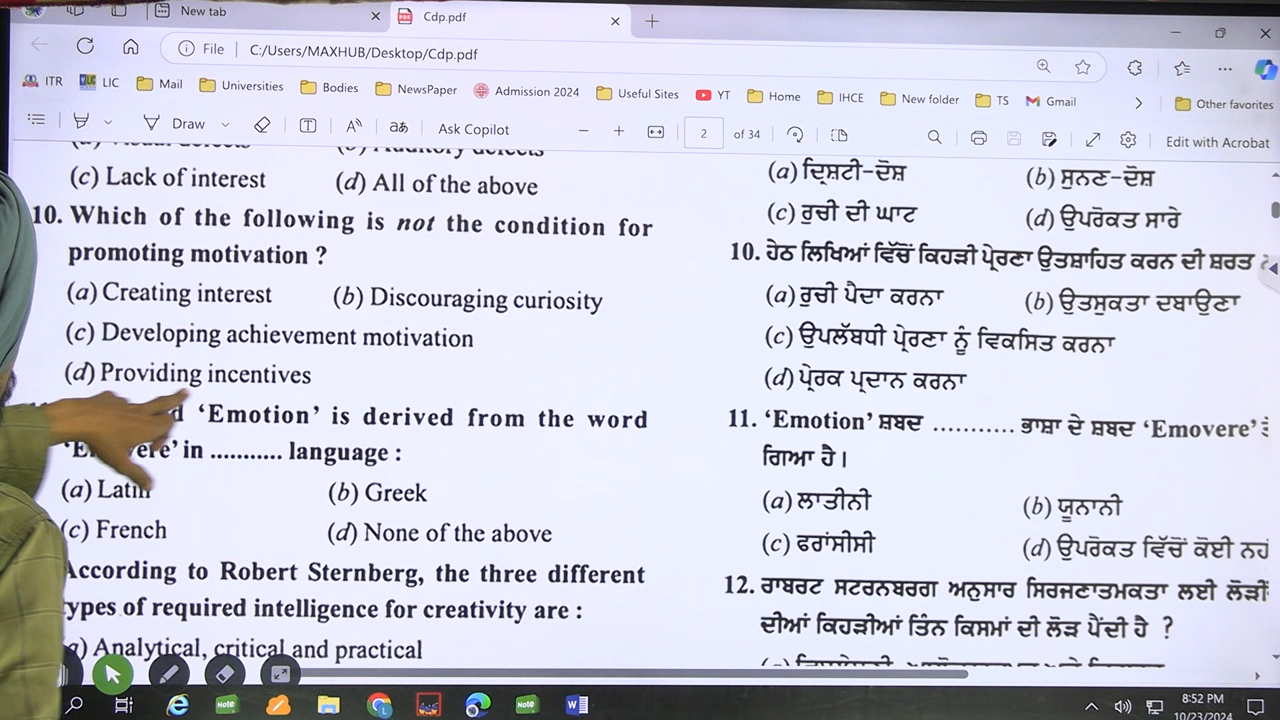 New tab
Cdp.pdf
File
C:/Users/MAXHUB/Desktop/Cdp.pdf
ITR
LIC
Mail
Universities
Bodies
NewsPaper
Admission 2024
Useful Sites
YT
Home
IHCE
New folder
TS
Gmail
Other favorites
Draw
Ask Copilot
2
of 34
Edit with Acrobat
(c) Lack of interest (d) All of the above
10. Which of the following is not the condition for
promoting motivation ?
(a) Creating interest (b) Discouraging curiosity
(c) Developing achievement motivation
(d) Providing incentives
‘Emotion’ is derived from the word
in ........... language :
(a) Latin (b) Greek
(c) French (d) None of the above
According to Robert Sternberg, the three different
types of required intelligence for creativity are :
(a) Analytical, critical and practical
(a) ਦ੍ਰਿਸ਼ਟੀ-ਦੋਸ਼ (b) ਸੁਨਣ-ਦੋਸ਼
(c) ਰੁਚੀ ਦੀ ਘਾਟ (d) ਉਪਰੋਕਤ ਸਾਰੇ
10. ਹੇਠ ਲਿਖਿਆਂ ਵਿੱਚੋਂ ਕਿਹੜੀ ਪ੍ਰੇਰਣਾ ਉਤਸ਼ਾਹਿਤ ਕਰਨ ਦੀ ਸ਼ਰਤ
(a) ਰੁਚੀ ਪੈਦਾ ਕਰਨਾ (b) ਉਤਸੁਕਤਾ ਦਬਾਉਣਾ
(c) ਉਪਲੱਬਧੀ ਪ੍ਰੇਰਣਾ ਨੂੰ ਵਿਕਸਿਤ ਕਰਨਾ
(d) ਪ੍ਰੇਰਕ ਪ੍ਰਦਾਨ ਕਰਨਾ
11. ‘Emotion’ ਸ਼ਬਦ ........... ਭਾਸ਼ਾ ਦੇ ਸ਼ਬਦ ‘Emovere’
ਗਿਆ ਹੈ।
(a) ਲਾਤੀਨੀ (b) ਯੂਨਾਨੀ
(c) ਫਰਾਂਸੀਸੀ (d) ਉਪਰੋਕਤ ਵਿੱਚੋਂ ਕੋਈ ਨਹੀਂ
12. ਰਾਬਰਟ ਸਟਰਨਬਰਗ ਅਨੁਸਾਰ ਸਿਰਜਣਾਤਮਕਤਾ ਲਈ
ਦੀਆਂ ਕਿਹੜੀਆਂ ਤਿੰਨ ਕਿਸਮਾਂ ਦੀ ਲੋੜ ਪੈਂਦੀ ਹੈ ?
8:52 PM
10/23/2024